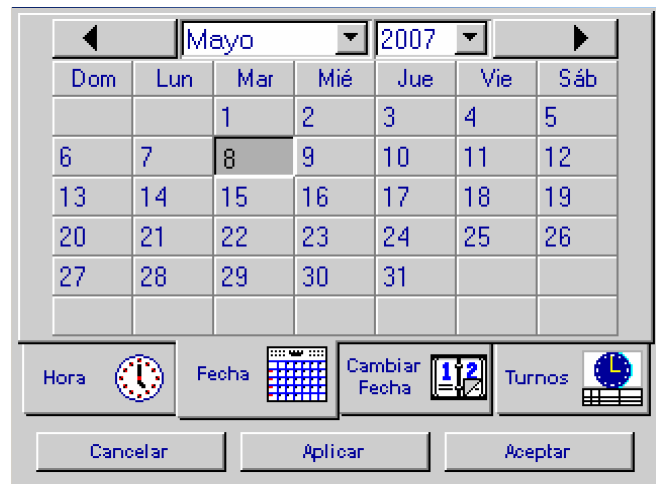 Mayo 2007
Dom Lun Mar Mié Jue Vie Sáb
1 2 3 4 5
6 7 8 9 10 11 12
13 14 15 16 17 18 19
20 21 22 23 24 25 26
27 28 29 30 31
Hora Fecha Cambiar Fecha 1 2 Turnos
Cancelar Aplicar Aceptar